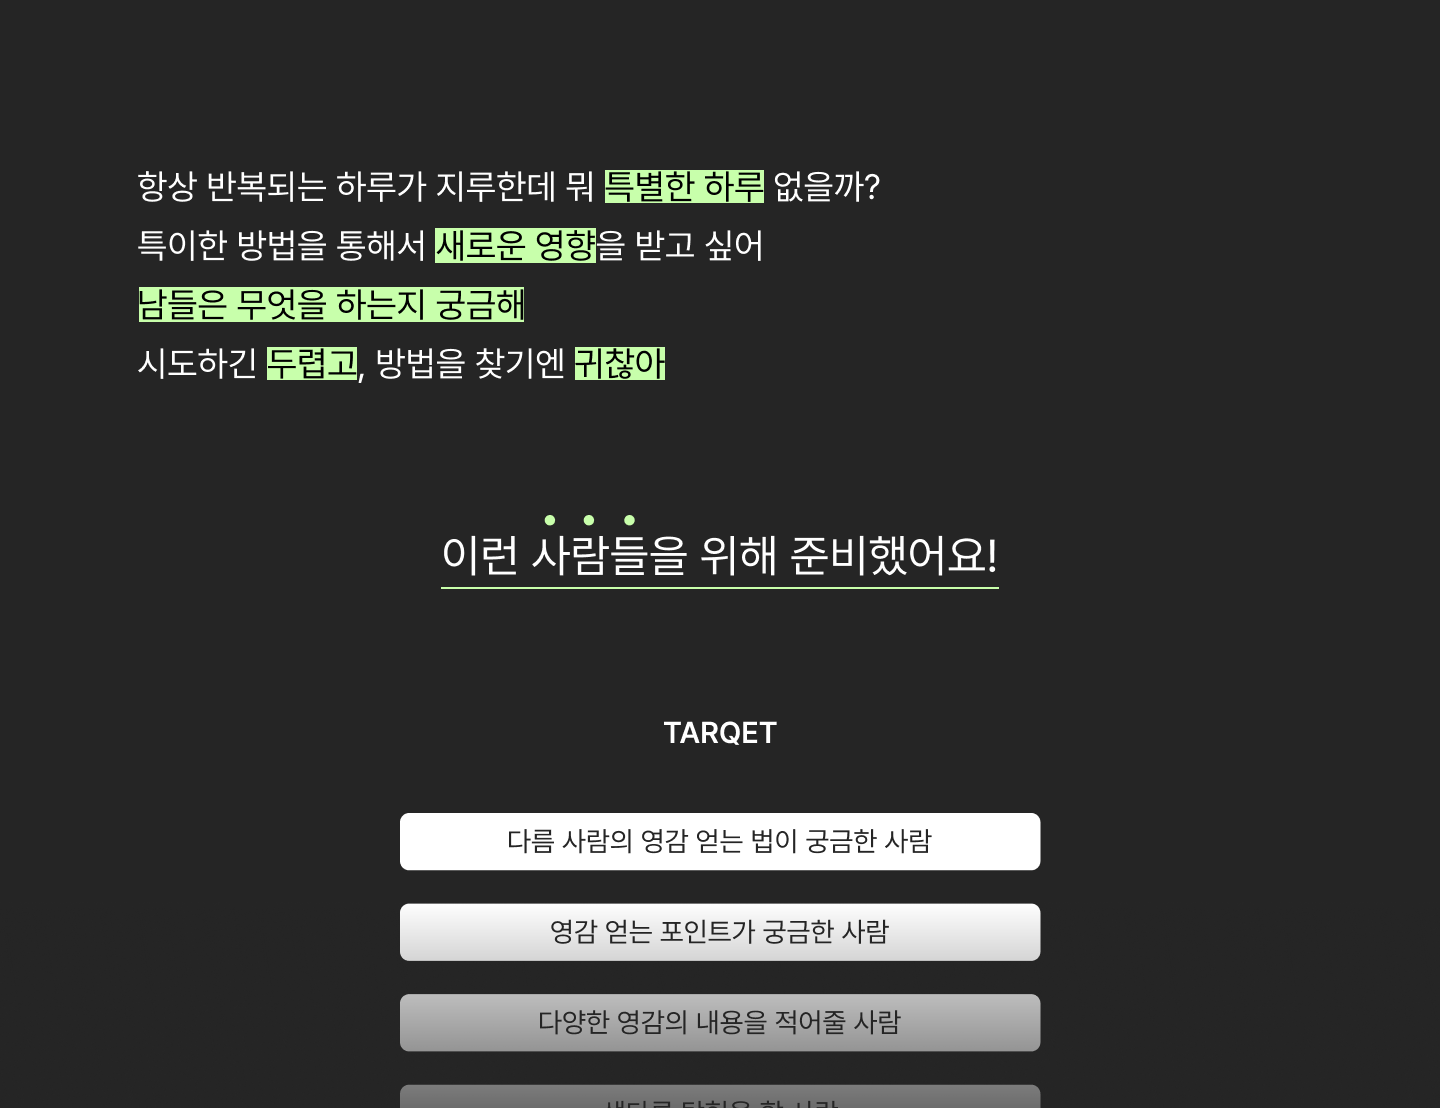 항상 반복되는 하루가 지루한데 뭐 특별한 하루 없을까?
특이한 방법을 통해서 새로운 영향을 받고 싶어
남들은 무엇을 하는지 궁금해
시도하긴 두렵고, 방법을 찾기엔 귀찮아
이런 사람들을 위해 준비했어요!
TARQET
다름 사람의 영감 얻는 법이 궁금한 사람
영감 얻는 포인트가 궁금한 사람
다양한 영감의 내용을 적어줄 사람